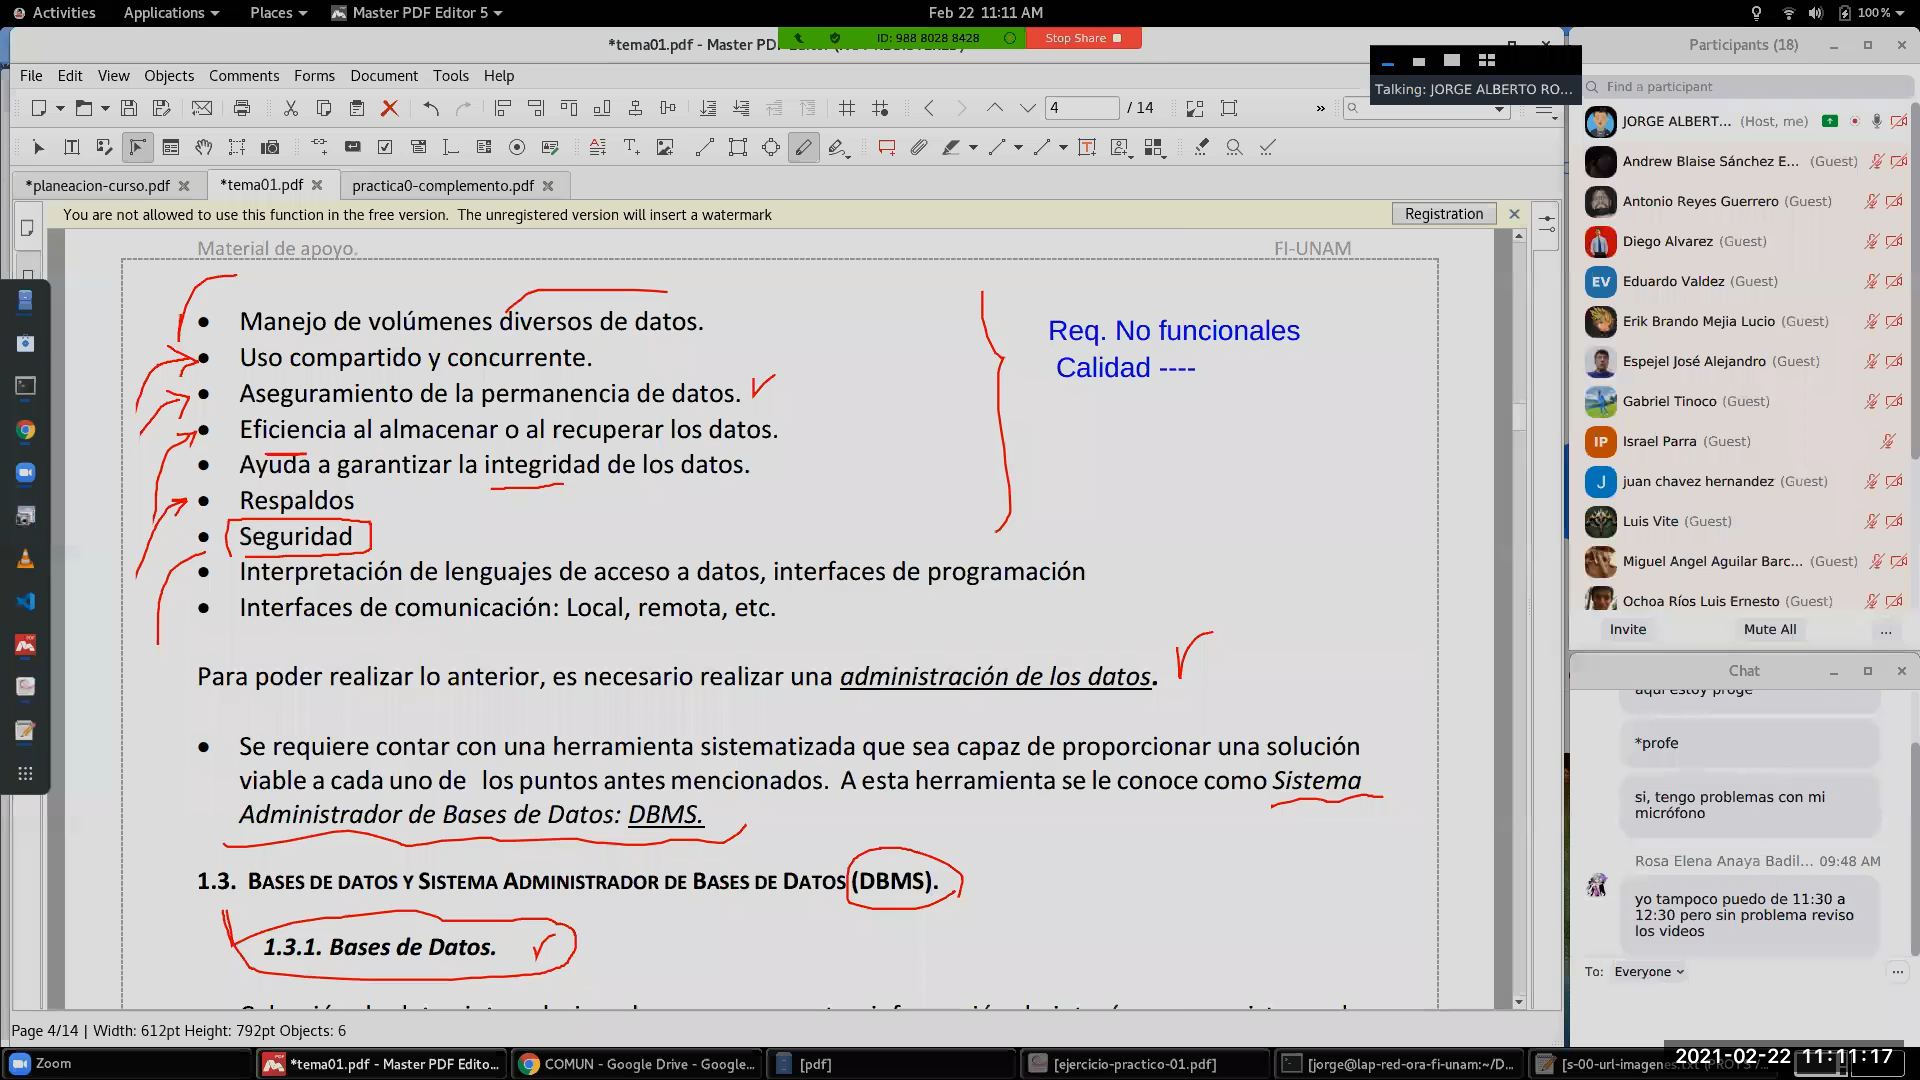 Activities
Applications
Places
Master PDF Editor 5
Feb 22 11:11 AM
100 %
*tema01.pdf - Master PD
ID: 988 8028 8428
Stop Share
File Edit View Objects Comments Forms Document Tools Help
4 / 14
»
Talking: JORGE ALBERTO RO...
*planeacion-curso.pdf
*tema01.pdf
practica0-complemento.pdf
You are not allowed to use this function in the free version. The unregistered version will insert a watermark
Registration
Material de apoyo.
FI-UNAM
• Manejo de volúmenes diversos de datos.
• Uso compartido y concurrente.
• Aseguramiento de la permanencia de datos.
• Eficiencia al almacenar o al recuperar los datos.
• Ayuda a garantizar la integridad de los datos.
• Respaldos
• Seguridad
• Interpretación de lenguajes de acceso a datos, interfaces de programación
• Interfaces de comunicación: Local, remota, etc.
Req. No funcionales
Calidad ----
Para poder realizar lo anterior, es necesario realizar una administración de los datos.
• Se requiere contar con una herramienta sistematizada que sea capaz de proporcionar una solución
viable a cada uno de los puntos antes mencionados. A esta herramienta se le conoce como Sistema
Administrador de Bases de Datos: DBMS.
1.3. BASES DE DATOS Y SISTEMA ADMINISTRADOR DE BASES DE DATOS (DBMS).
1.3.1. Bases de Datos.
Page 4/14 | Width: 612pt Height: 792pt Objects: 6
Participants (18)
Find a participant
JORGE ALBERT... (Host, me)
Andrew Blaise Sánchez E... (Guest)
Antonio Reyes Guerrero (Guest)
Diego Alvarez (Guest)
EV Eduardo Valdez (Guest)
Erik Brando Mejia Lucio (Guest)
Espejel José Alejandro (Guest)
Gabriel Tinoco (Guest)
IP Israel Parra (Guest)
J juan chavez hernandez (Guest)
Luis Vite (Guest)
Miguel Angel Aguilar Barc... (Guest)
Ochoa Ríos Luis Ernesto (Guest)
Invite
Mute All
...
Chat
aqui estoy proge
*profe
si, tengo problemas con mi
micrófono
Rosa Elena Anaya Badil... 09:48 AM
yo tampoco puedo de 11:30 a
12:30 pero sin problema reviso
los videos
To: Everyone
...
Zoom
*tema01.pdf - Master PDF Edito...
COMUN - Google Drive - Google...
[pdf]
[ejercicio-practico-01.pdf]
[jorge@lap-red-ora-fi-unam:~/D...
[s-00-url-imagenes.txt
2021-02-22 11:11:17